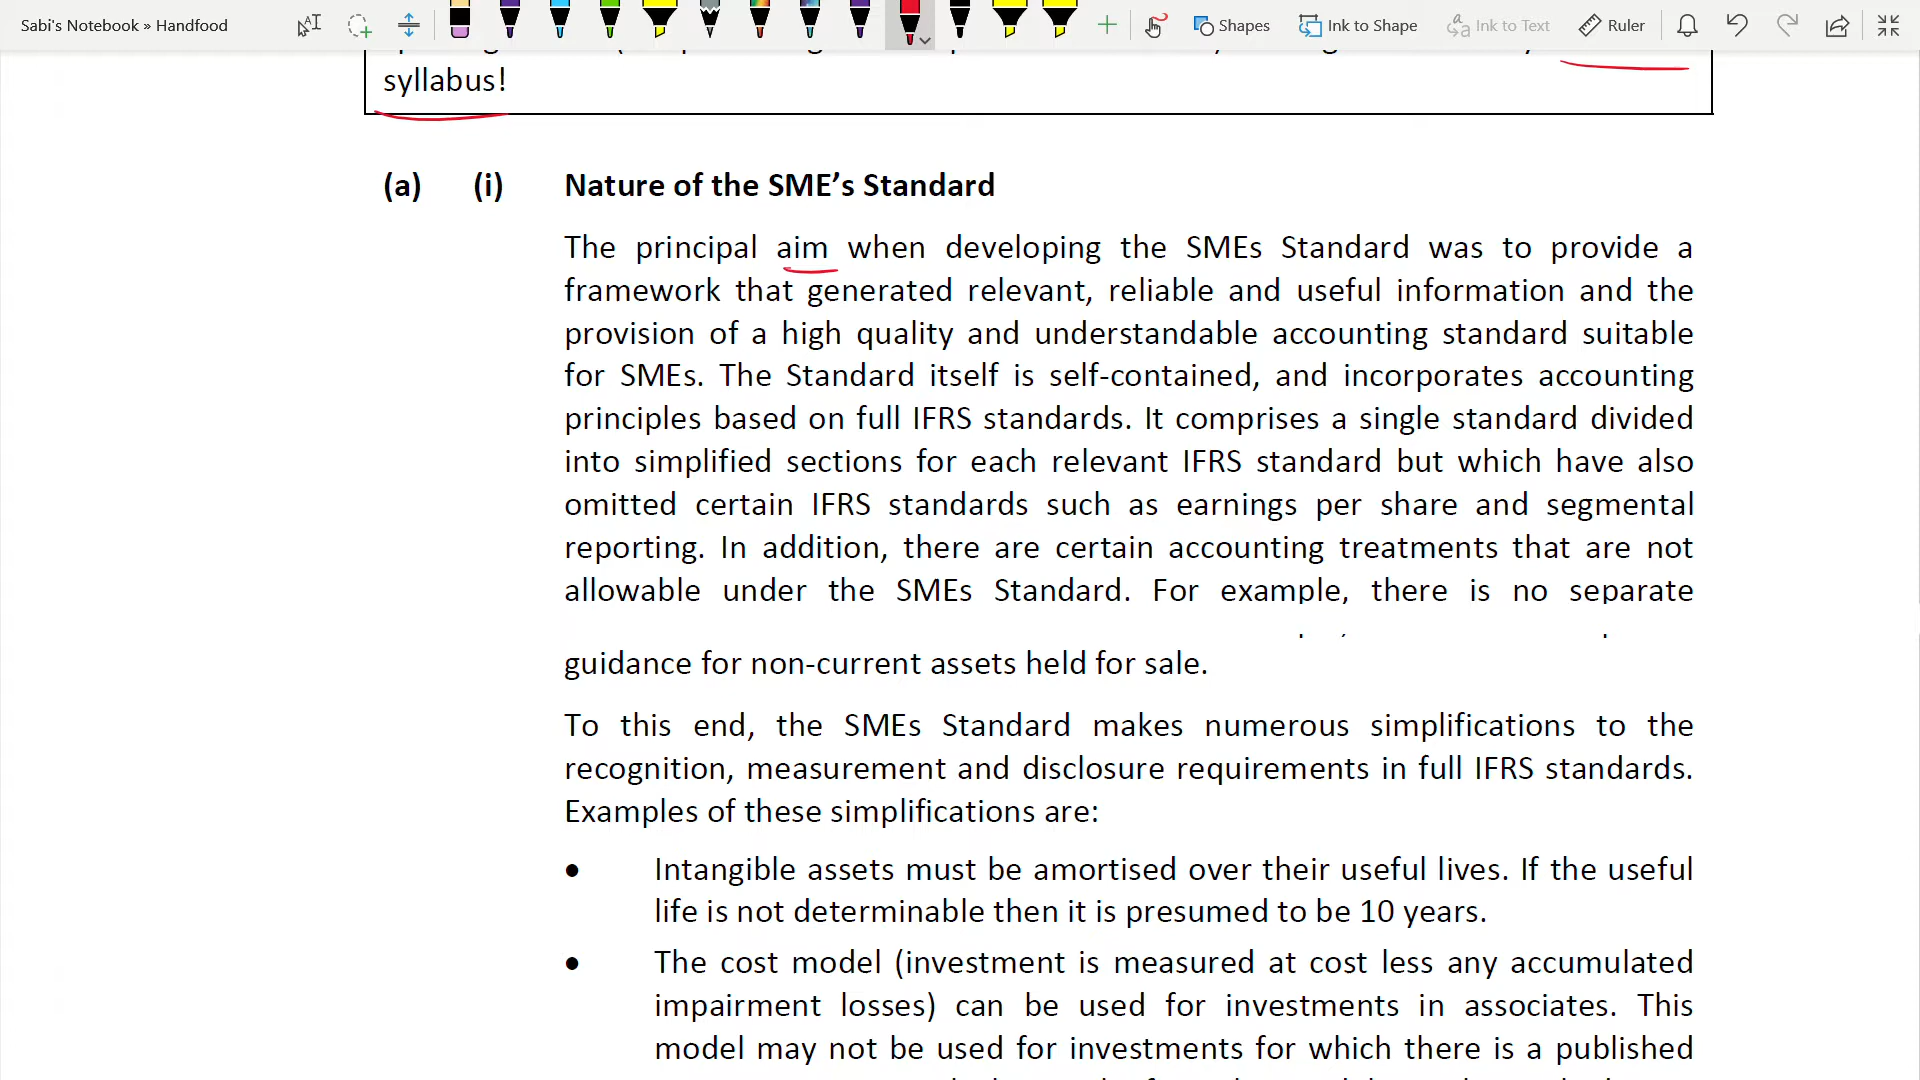 Sabi's Notebook » Handfood
Shapes
Ink to Shape
Ink to Text
Ruler
syllabus!
(a) (i) Nature of the SME’s Standard
The principal aim when developing the SMEs Standard was to provide a
framework that generated relevant, reliable and useful information and the
provision of a high quality and understandable accounting standard suitable
for SMEs. The Standard itself is self-contained, and incorporates accounting
principles based on full IFRS standards. It comprises a single standard divided
into simplified sections for each relevant IFRS standard but which have also
omitted certain IFRS standards such as earnings per share and segmental
reporting. In addition, there are certain accounting treatments that are not
allowable under the SMEs Standard. For example, there is no separate
guidance for non-current assets held for sale.
To this end, the SMEs Standard makes numerous simplifications to the
recognition, measurement and disclosure requirements in full IFRS standards.
Examples of these simplifications are:
• Intangible assets must be amortised over their useful lives. If the useful
life is not determinable then it is presumed to be 10 years.
• The cost model (investment is measured at cost less any accumulated
impairment losses) can be used for investments in associates. This
model may not be used for investments for which there is a published